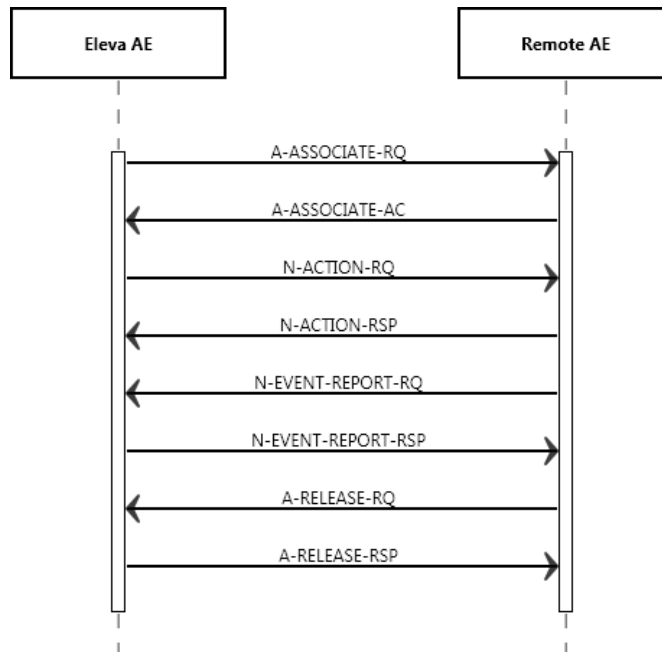 Eleva AE
Remote AE
A-ASSOCIATE-RQ
A-ASSOCIATE-AC
N-ACTION-RQ
N-ACTION-RSP
N-EVENT-REPORT-RQ
N-EVENT-REPORT-RSP
A-RELEASE-RQ
A-RELEASE-RSP